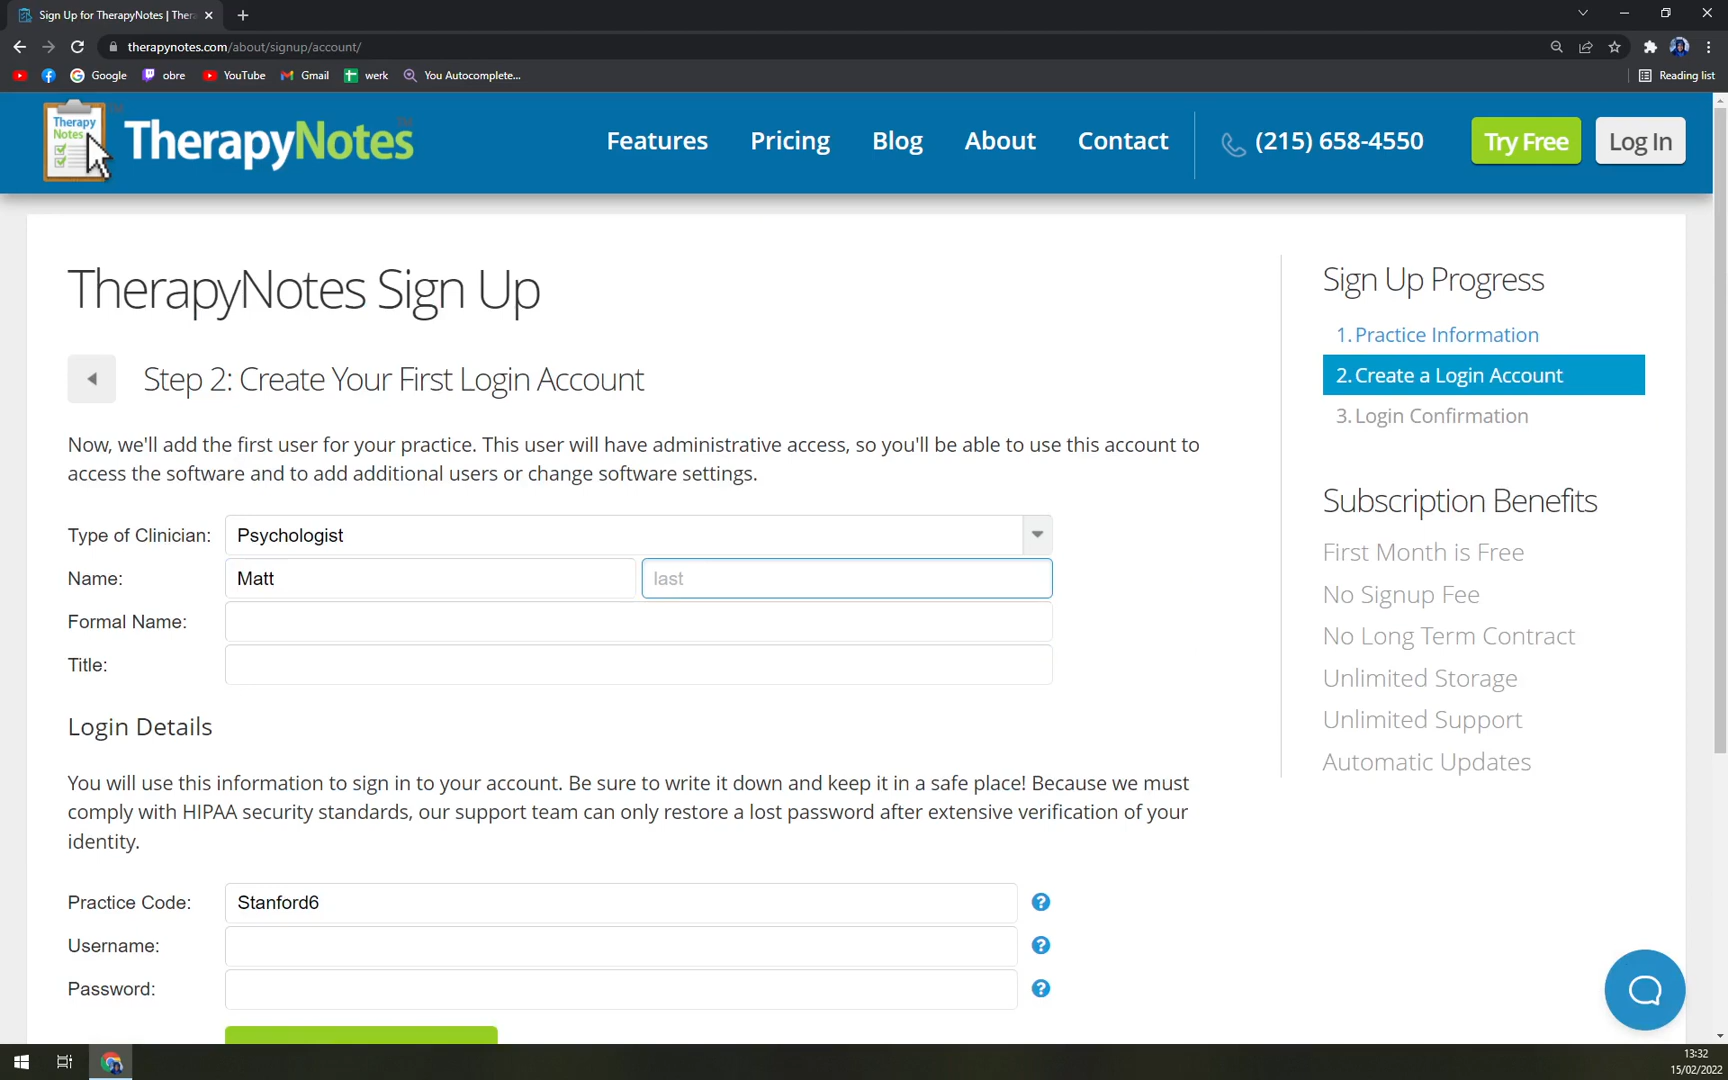 Sign Up for TherapyNotes | Ther
therapynotes.com/about/signup/account/
Google
obre
YouTube
Gmail
werk
You Autocomplete...
Reading list
Therapy
Notes
TherapyNotes
Features
Pricing
Blog
About
Contact
(215) 658-4550
Try Free
Log In
TherapyNotes Sign Up
Step 2: Create Your First Login Account
Now, we'll add the first user for your practice. This user will have administrative access, so you'll be able to use this account to
access the software and to add additional users or change software settings.
Type of Clinician:
Psychologist
Name:
Matt
last
Formal Name:
Title:
Login Details
You will use this information to sign in to your account. Be sure to write it down and keep it in a safe place! Because we must
comply with HIPAA security standards, our support team can only restore a lost password after extensive verification of your
identity.
Practice Code:
Stanford6
?
Username:
?
Password:
?
Sign Up Progress
1. Practice Information
2. Create a Login Account
3. Login Confirmation
Subscription Benefits
First Month is Free
No Signup Fee
No Long Term Contract
Unlimited Storage
Unlimited Support
Automatic Updates
13:32
15/02/2022